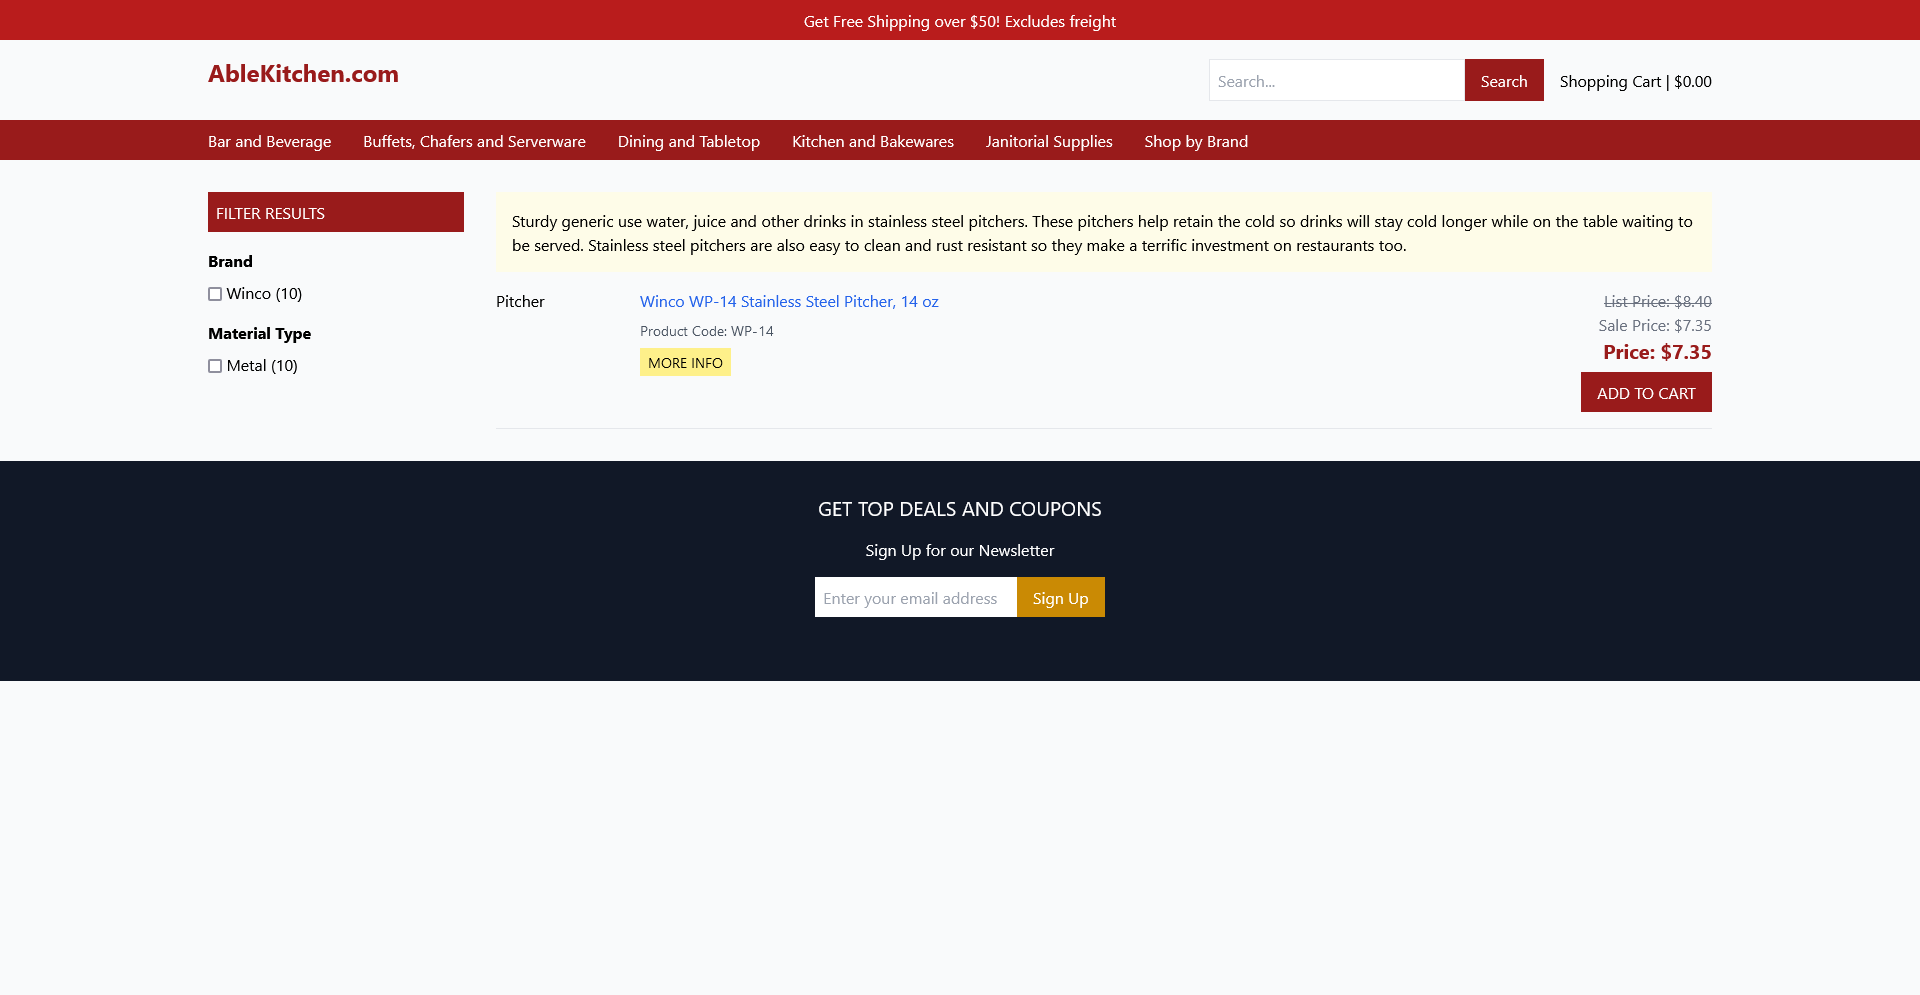 Get Free Shipping over $50! Excludes freight
AbleKitchen.com
Search...
Search
Shopping Cart | $0.00
Bar and Beverage
Buffets, Chafers and Serverware
Dining and Tabletop
Kitchen and Bakewares
Janitorial Supplies
Shop by Brand
FILTER RESULTS
Brand
Winco (10)
Material Type
Metal (10)
Sturdy generic use water, juice and other drinks in stainless steel pitchers. These pitchers help retain the cold so drinks will stay cold longer while on the table waiting to
be served. Stainless steel pitchers are also easy to clean and rust resistant so they make a terrific investment on restaurants too.
Pitcher
Winco WP-14 Stainless Steel Pitcher, 14 oz
Product Code: WP-14
MORE INFO
List Price: $8.40
Sale Price: $7.35
Price: $7.35
ADD TO CART
GET TOP DEALS AND COUPONS
Sign Up for our Newsletter
Enter your email address
Sign Up